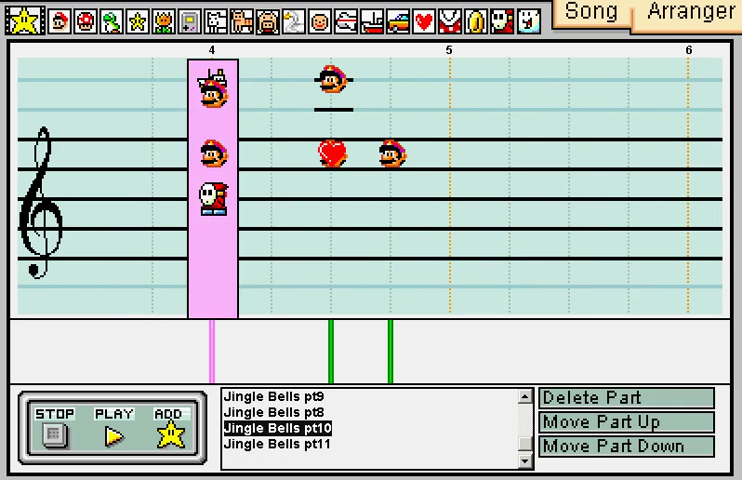 Song Arranger
4 5 6
STOP PLAY ADD
Jingle Bells pt9
Jingle Bells pt8
Jingle Bells pt10
Jingle Bells pt11
Delete Part
Move Part Up
Move Part Down